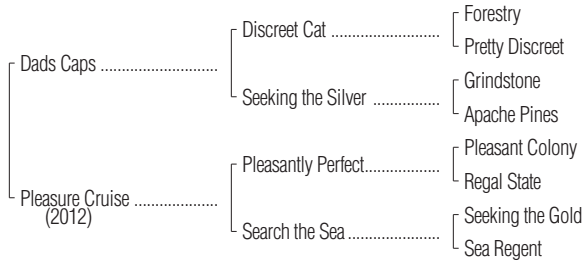 Forestry
Discreet Cat ..........................
Pretty Discreet
Dads Caps ............................
Grindstone
Seeking the Silver ................
Apache Pines
Pleasant Colony
Pleasantly Perfect..................
Regal State
Pleasure Cruise ....................
(2012)
Seeking the Gold
Search the Sea ......................
Sea Regent